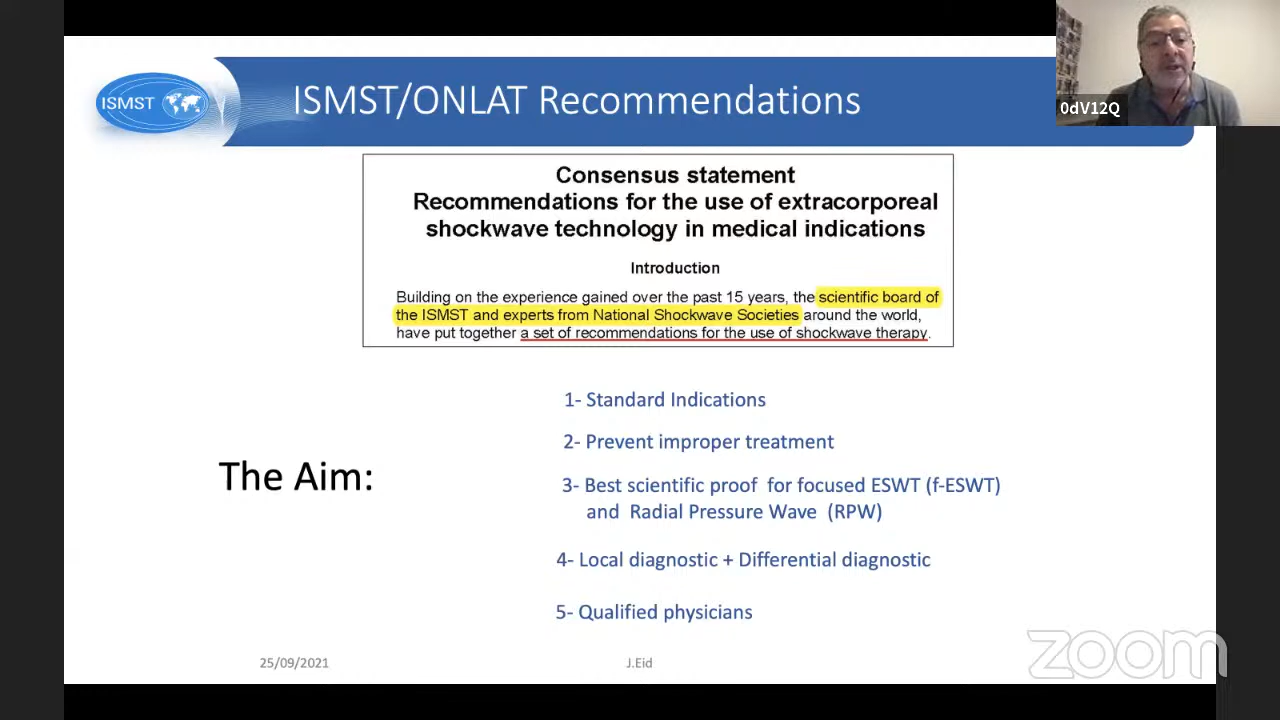 ISMST
ISMST/ONLAT Recommendations
0dV12Q
Consensus statement
Recommendations for the use of extracorporeal
shockwave technology in medical indications
Introduction
Building on the experience gained over the past 15 years, the scientific board of
the ISMST and experts from National Shockwave Societies around the world,
have put together a set of recommendations for the use of shockwave therapy.
The Aim:
1- Standard Indications
2- Prevent improper treatment
3- Best scientific proof for focused ESWT (f-ESWT)
and Radial Pressure Wave (RPW)
4- Local diagnostic + Differential diagnostic
5- Qualified physicians
25/09/2021
J.Eid
zoom